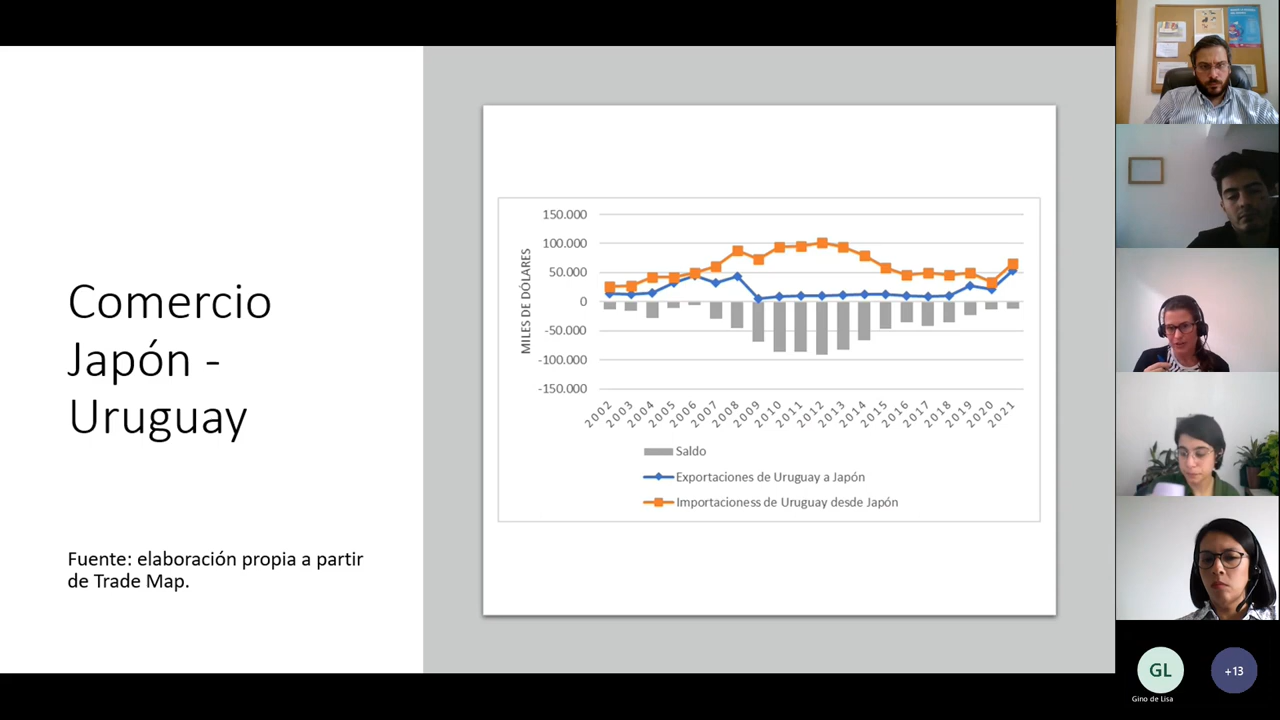 Comercio
Japón -
Uruguay
Fuente: elaboración propia a partir
de Trade Map.
MILES DE DÓLARES
150.000
100.000
50.000
0
-50.000
-100.000
-150.000
2002 2003 2004 2005 2006 2007 2008 2009 2010 2011 2012 2013 2014 2015 2016 2017 2018 2019 2020 2021
Saldo
Exportaciones de Uruguay a Japón
Importacioness de Uruguay desde Japón
GL
+13
Gino de Lisa